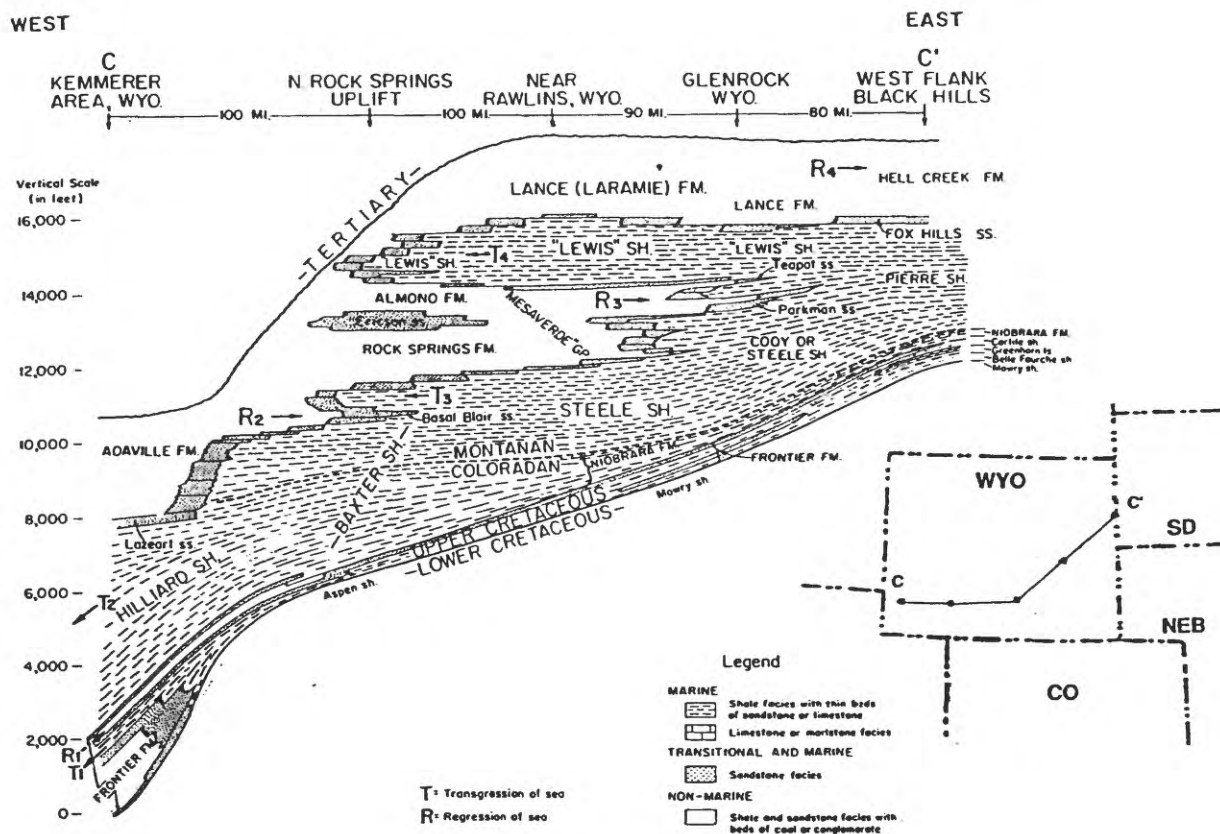 WEST
EAST
C
C'
KEMMERER
AREA, WYO.
N ROCK SPRINGS
UPLIFT
NEAR
RAWLINS, WYO.
GLENROCK
WYO.
WEST FLANK
BLACK HILLS
100 MI.
100 MI.
90 MI.
80 MI.
Vertical Scale
(in feet)
16,000
14,000
12,000
10,000
8,000
6,000
4,000
2,000
0
-TERTIARY-
R4
HELL CREEK FM.
LANCE (LARAMIE) FM.
LANCE FM.
FOX HILLS SS.
"LEWIS" SH.
"LEWIS" SH.
"LEWIS" SH.
T4
Teapot ss.
PIERRE SH.
ALMOND FM.
R3
Parkman ss.
"MESAVERDE" GP.
Ericson ss.
ROCK SPRINGS FM.
CODY OR
STEELE SH.
NIOBRARA FM.
Carlile sh
Greenhorn ls
Belle Fourche sh
Mowry sh.
T3
R2
Basal Blair ss.
STEELE SH.
ADAVILLE FM.
MONTANAN
COLORADAN
NIOBRARA FM.
FRONTIER FM.
-BAXTER SH.-
Mowry sh
UPPER CRETACEOUS
-LOWER CRETACEOUS-
Lazeart ss.
HILLIARD SH.
Aspen sh.
T2
R1
T1
FRONTIER FM.
WYO
C'
SD
C
NEB
CO
Legend
MARINE
Shale facies with thin beds
of sandstone or limestone
Limestone or marlstone facies
TRANSITIONAL AND MARINE
Sandstone facies
NON-MARINE
Shale and sandstone facies with
beds of coal or conglomerate
T= Transgression of sea
R= Regression of sea